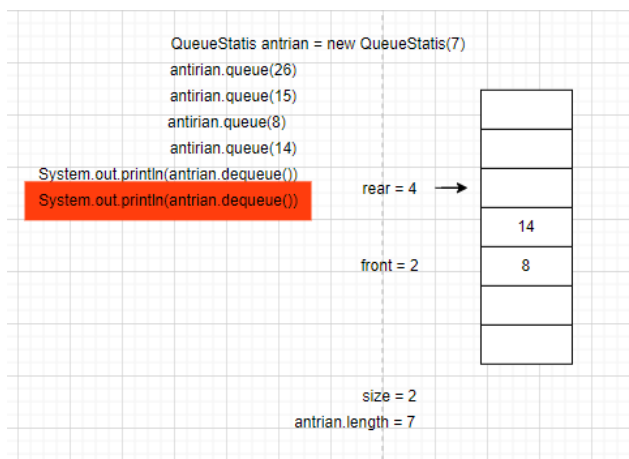 QueueStatis antrian = new QueueStatis(7)
antirian.queue(26)
antirian.queue(15)
antirian.queue(8)
antirian.queue(14)
System.out.println(antrian.dequeue())
System.out.println(antrian.dequeue())
rear = 4
14
front = 2
8
size = 2
antrian.length = 7